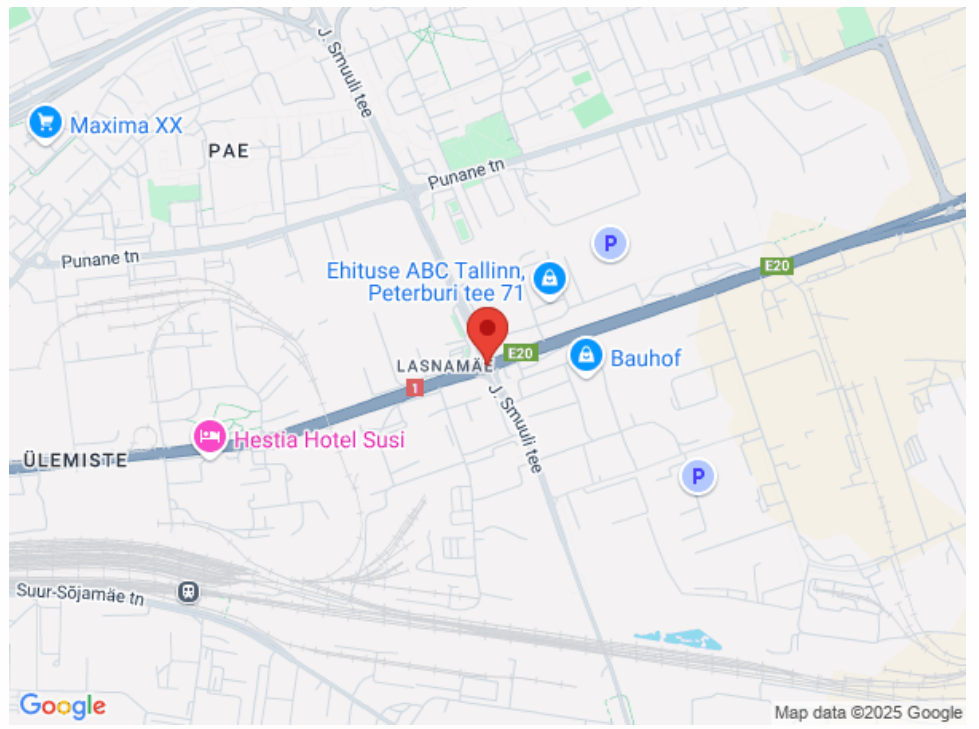 J. Smuuli tee
Maxima XX
PAE
Punane tn
P
Punane tn
E20
Ehituse ABC Tallinn,
Peterburi tee 71
E20
Bauhof
LASNAMÄE
1
J. Smuuli tee
Hestia Hotel Susi
ÜLEMISTE
P
Suur-Sõjamäe tn
Google
Map data ©2025 Google